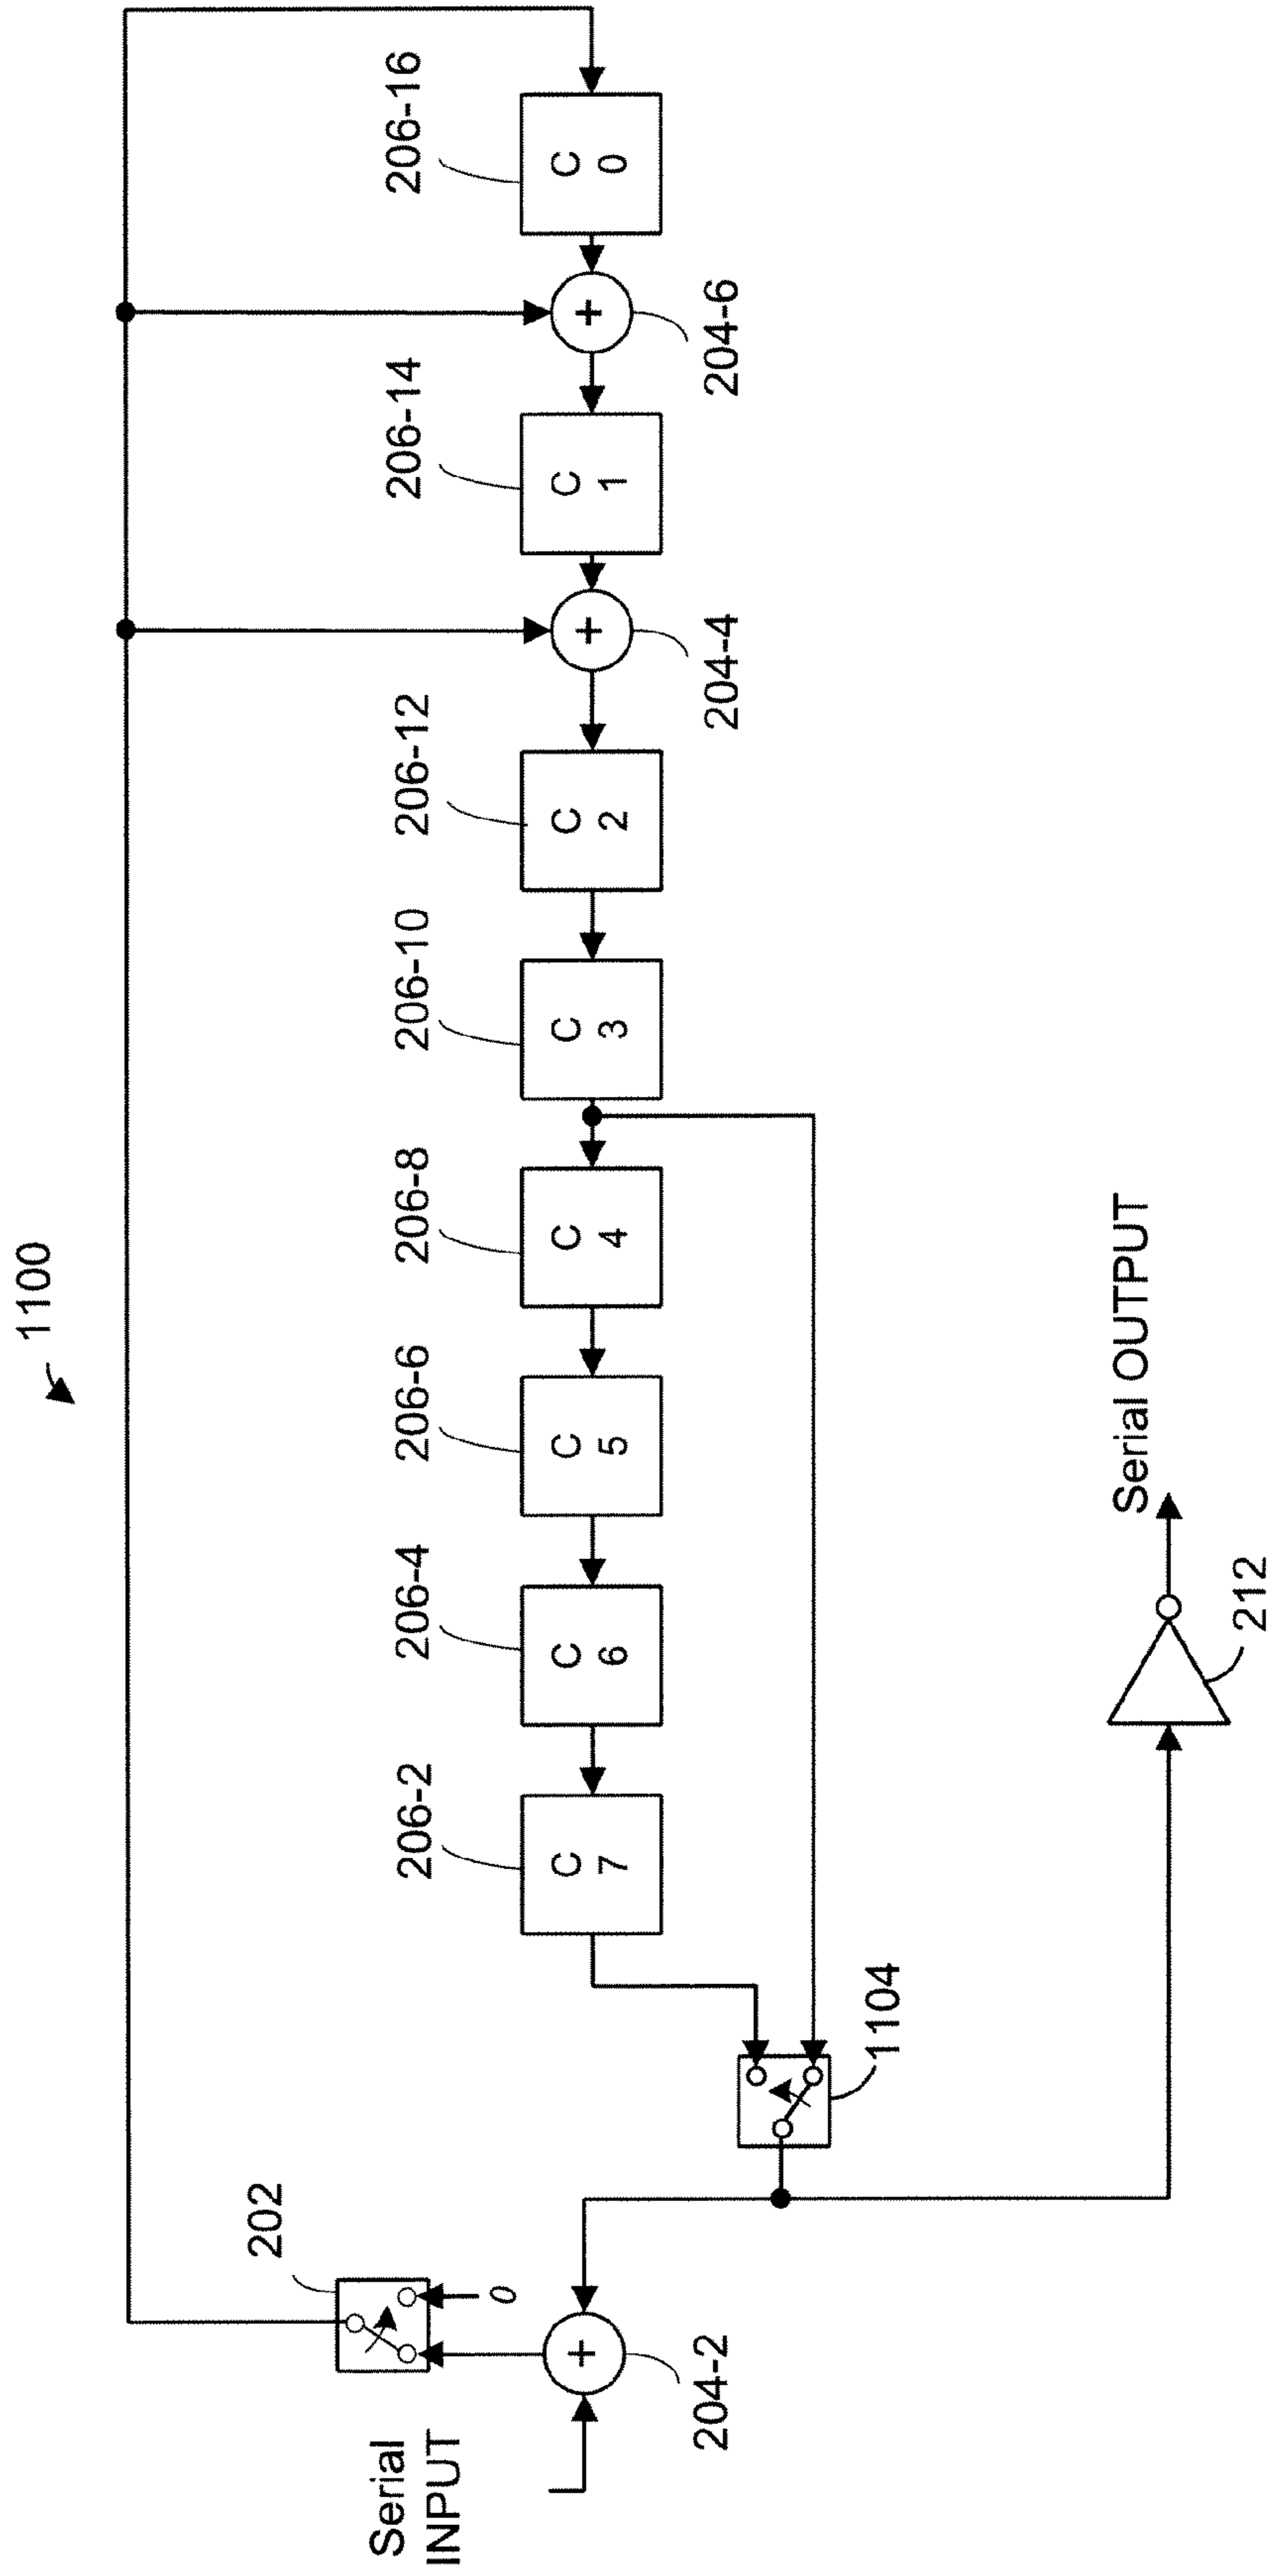 1100
202
Serial
INPUT
0
+
204-2
1104
206-2
C
7
206-4
C
6
206-6
C
5
206-8
C
4
206-10
C
3
206-12
C
2
+
204-4
206-14
C
1
+
204-6
206-16
C
0
212
Serial OUTPUT